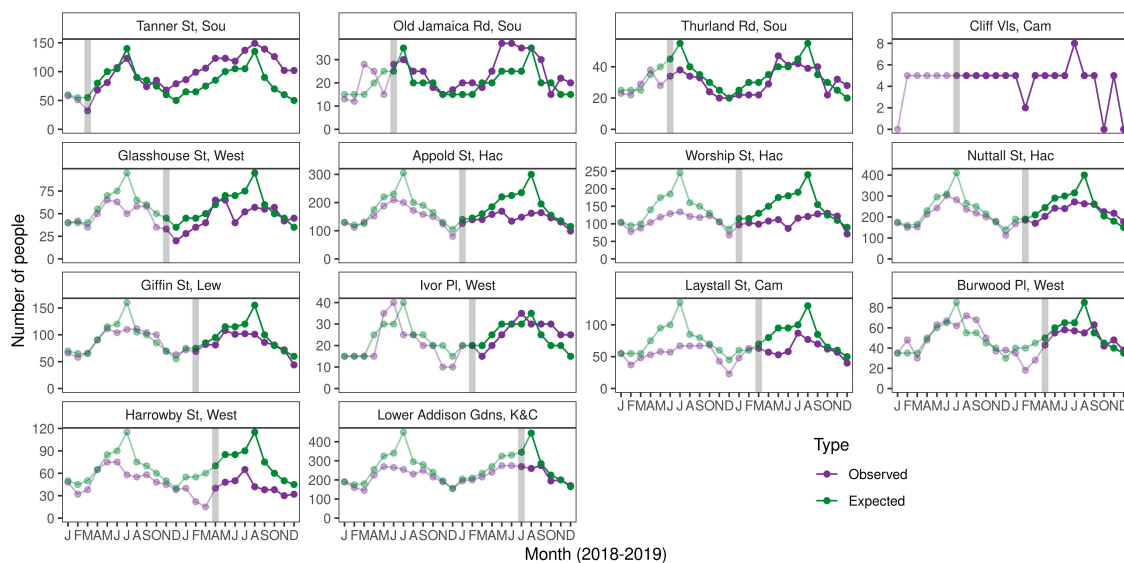 Tanner St, Sou
Old Jamaica Rd, Sou
Thurland Rd, Sou
Cliff Vls, Cam
150
100
50
0
30
20
10
0
40
20
0
8
6
4
2
0
Glasshouse St, West
Appold St, Hac
Worship St, Hac
Nuttall St, Hac
75
50
25
0
300
200
100
0
250
200
150
100
50
0
400
300
200
100
0
Giffin St, Lew
Ivor Pl, West
Laystall St, Cam
Burwood Pl, West
150
100
50
0
40
30
20
10
0
100
50
0
80
60
40
20
0
J FMAMJ J ASOND J FMAMJ J ASOND
J FMAMJ J ASOND J FMAMJ J ASOND
Harrowby St, West
Lower Addison Gdns, K&C
120
90
60
30
0
400
300
200
100
0
J FMAMJ J ASOND J FMAMJ J ASOND
J FMAMJ J ASOND J FMAMJ J ASOND
Number of people
Month (2018-2019)
Type
Observed
Expected